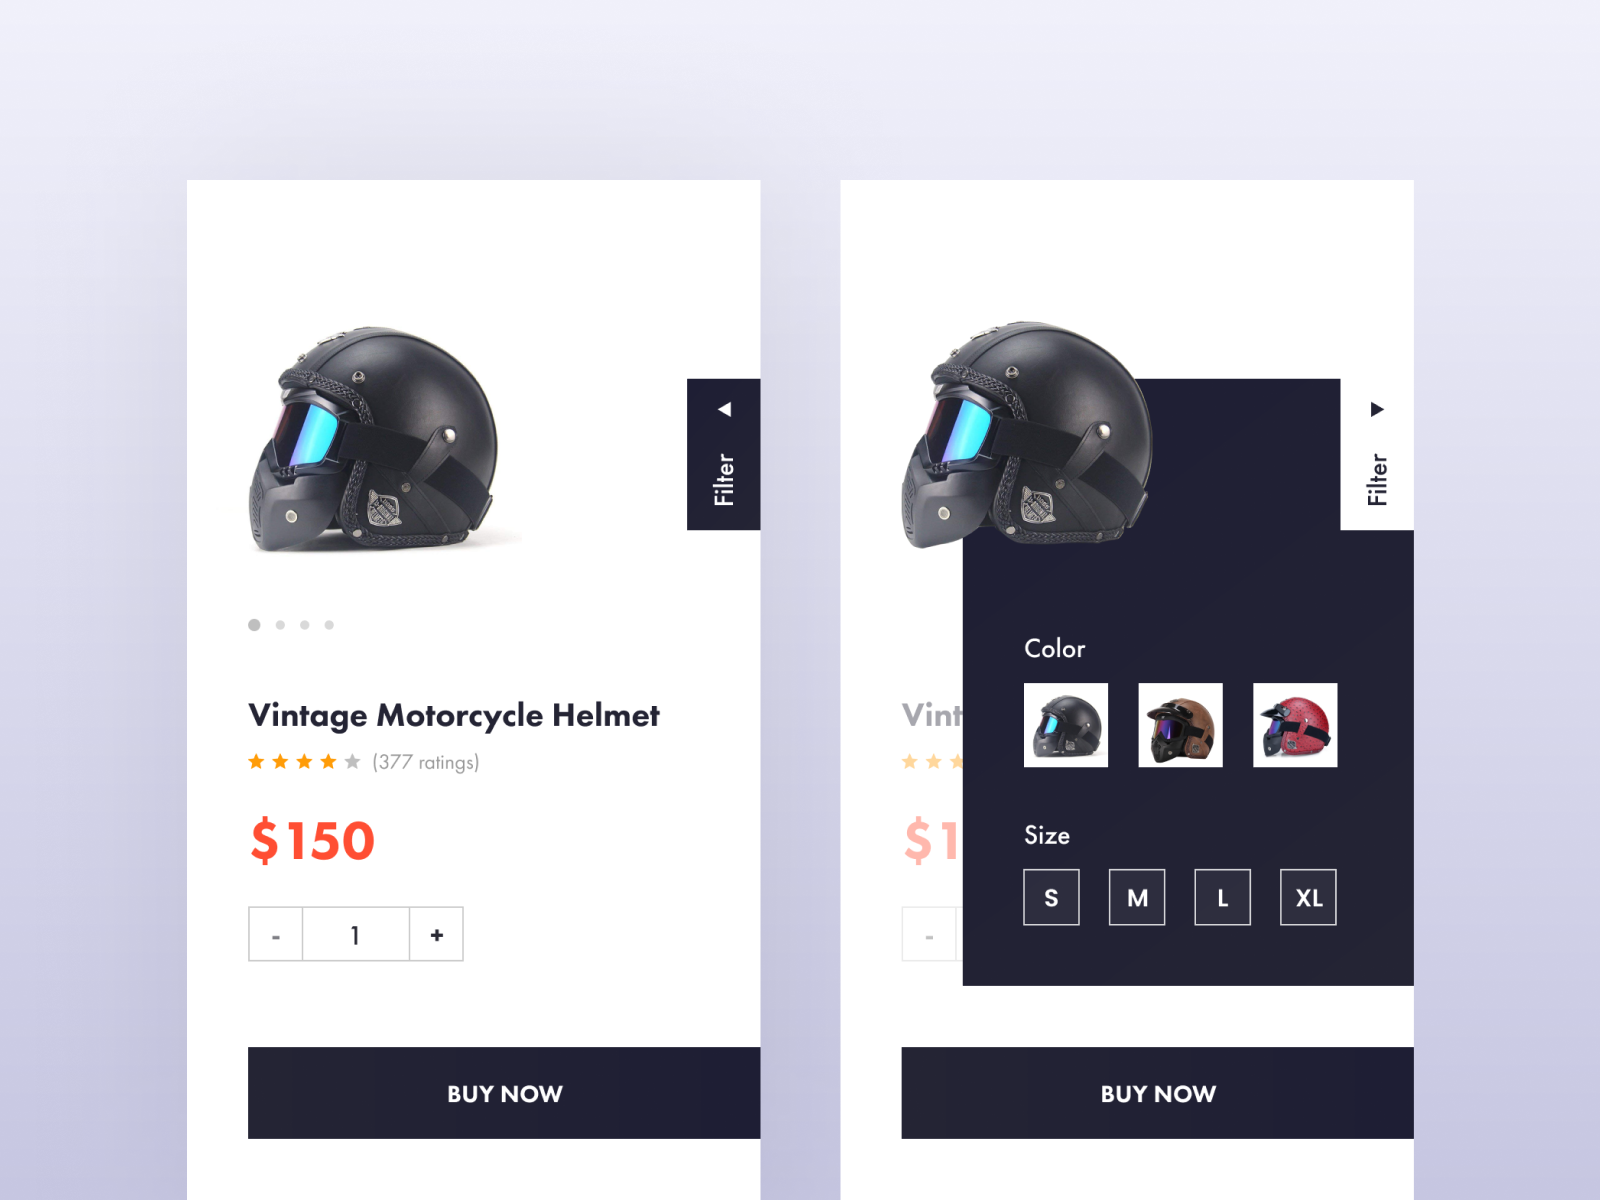 Filter
Vintage Motorcycle Helmet
(377 ratings)
$150
- 1 +
BUY NOW
Filter
Color
Vint
$1
Size
S M L XL
-
BUY NOW